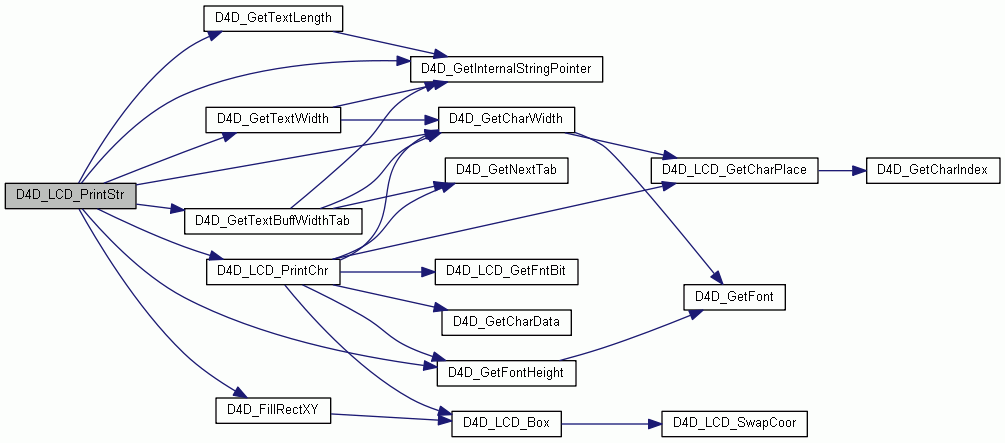 D4D_GetTextLength
D4D_GetInternalStringPointer
D4D_GetTextWidth
D4D_GetCharWidth
D4D_GetNextTab
D4D_LCD_GetCharPlace
D4D_GetCharIndex
D4D_LCD_PrintStr
D4D_GetTextBuffWidthTab
D4D_LCD_PrintChr
D4D_LCD_GetFntBit
D4D_GetFont
D4D_GetCharData
D4D_GetFontHeight
D4D_FillRectXY
D4D_LCD_Box
D4D_LCD_SwapCoor